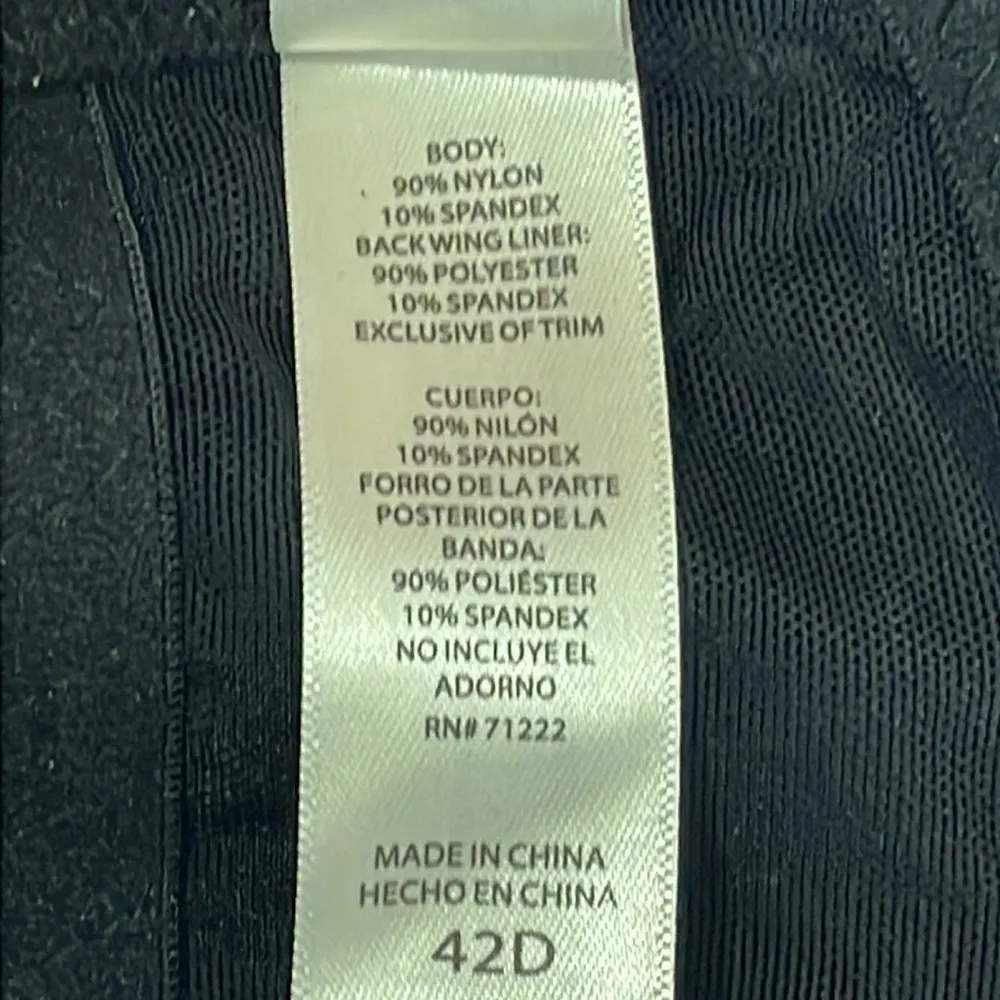 BODY:
90% NYLON
10% SPANDEX
BACK WING LINER:
90% POLYESTER
10% SPANDEX
EXCLUSIVE OF TRIM
CUERPO:
90% NILÓN
10% SPANDEX
FORRO DE LA PARTE
POSTERIOR DE LA
BANDA:
90% POLIÉSTER
10% SPANDEX
NO INCLUYE EL
ADORNO
RN# 71222
MADE IN CHINA
HECHO EN CHINA
42D